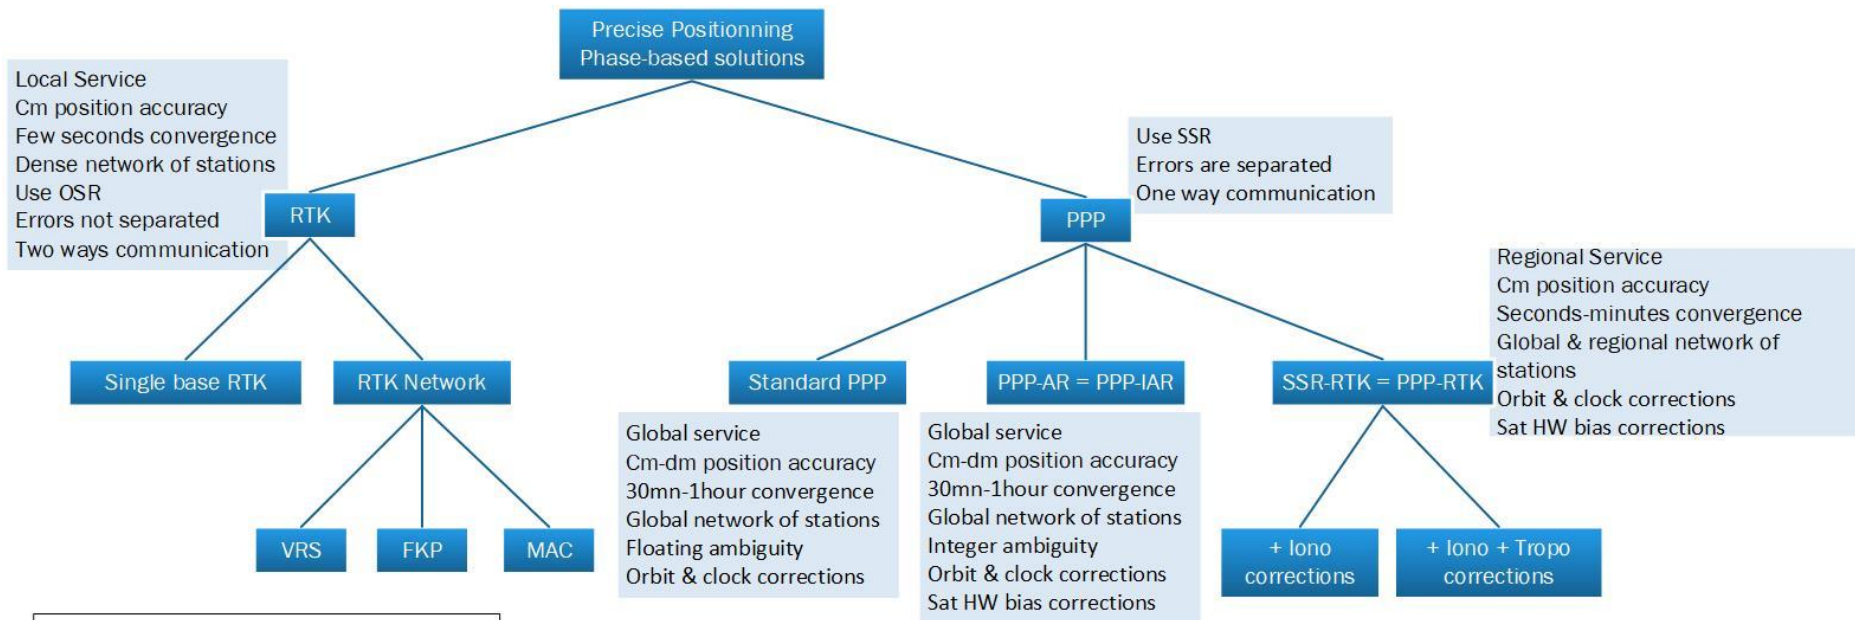 Precise Positionning
Phase-based solutions
Local Service
Cm position accuracy
Few seconds convergence
Dense network of stations
Use OSR
Errors not separated
Two ways communication
Use SSR
Errors are separated
One way communication
RTK
PPP
Regional Service
Cm position accuracy
Seconds-minutes convergence
Global & regional network of
stations
Orbit & clock corrections
Sat HW bias corrections
Single base RTK
RTK Network
Standard PPP
PPP-AR = PPP-IAR
SSR-RTK = PPP-RTK
Global service
Cm-dm position accuracy
30mn-1hour convergence
Global network of stations
Floating ambiguity
Orbit & clock corrections
Global service
Cm-dm position accuracy
30mn-1hour convergence
Global network of stations
Integer ambiguity
Orbit & clock corrections
Sat HW bias corrections
VRS
FKP
MAC
+ Iono
corrections
+ Iono + Tropo
corrections